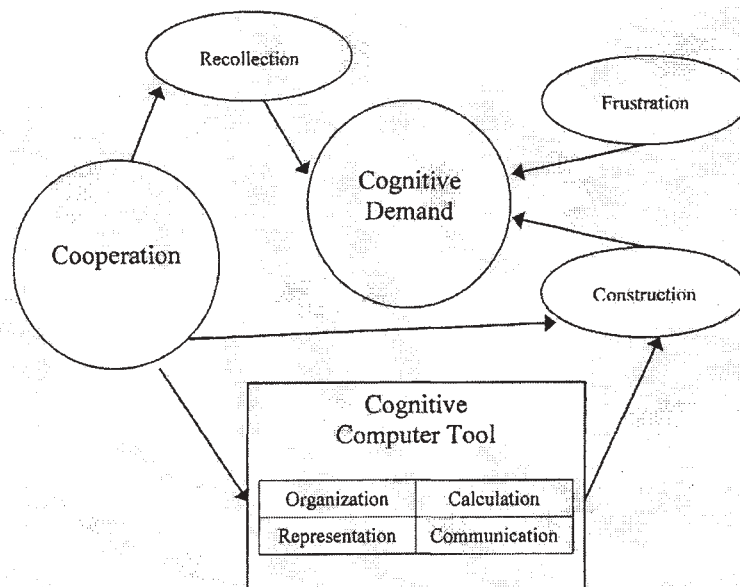 Recollection
Frustration
Cognitive
Demand
Cooperation
Construction
Cognitive
Computer Tool
Organization
Calculation
Representation
Communication